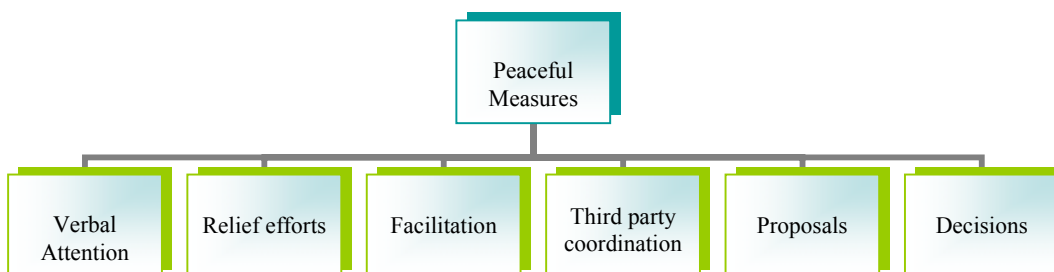 Peaceful
Measures
Verbal
Attention
Relief efforts
Facilitation
Third party
coordination
Proposals
Decisions